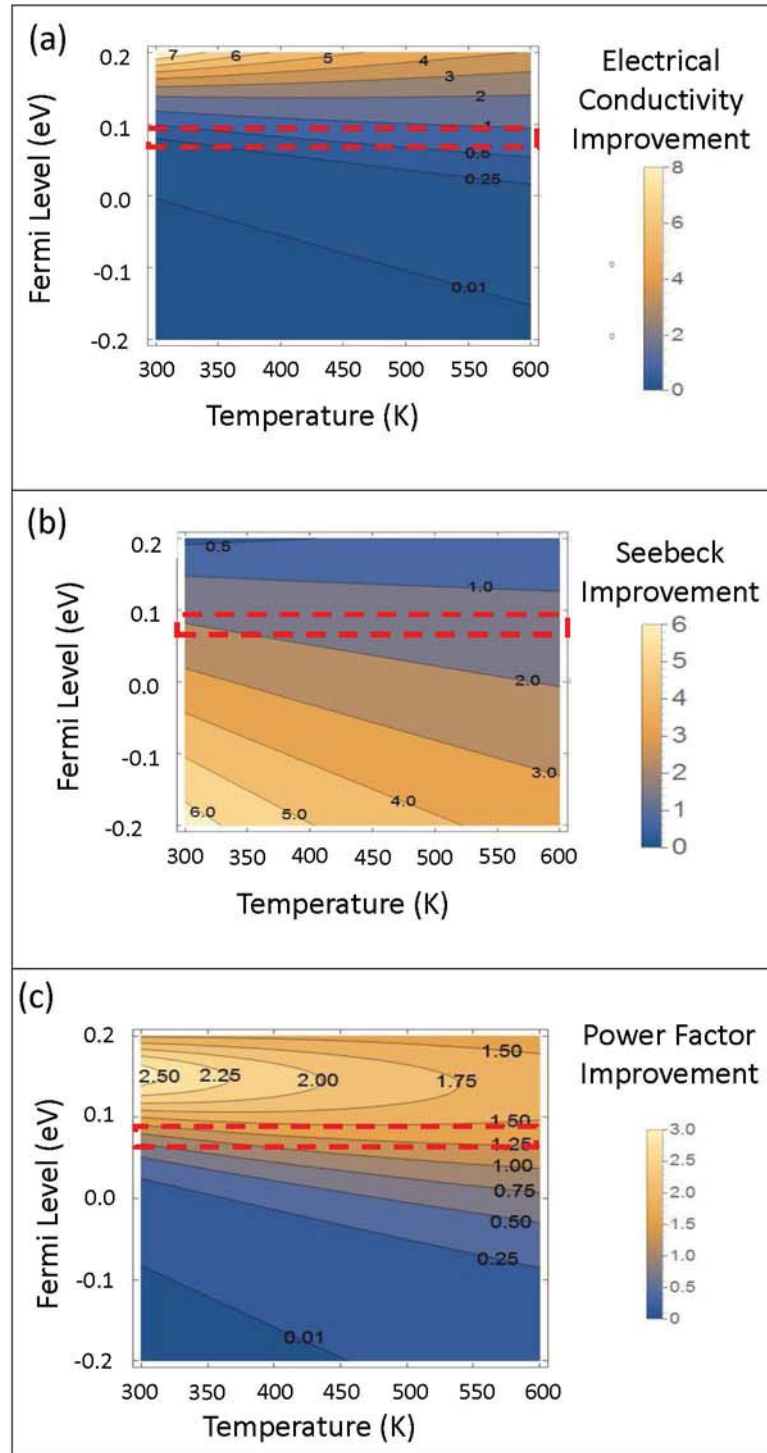 (a)
7 6 5 4
3
2
1
0.5
0.25
0.01
0.2
0.1
0.0
-0.1
-0.2
Fermi Level (eV)
300 350 400 450 500 550 600
Temperature (K)
Electrical
Conductivity
Improvement
8
6
4
2
0
(b)
0.5
1.0
2.0
3.0
4.0
5.0
6.0
0.2
0.1
0.0
-0.1
-0.2
Fermi Level (eV)
300 350 400 450 500 550 600
Temperature (K)
Seebeck
Improvement
6
5
4
3
2
1
0
(c)
1.50
2.50 2.25 2.00 1.75
1.50
1.25
1.00
0.75
0.50
0.25
0.01
0.2
0.1
0.0
-0.1
-0.2
Fermi Level (eV)
300 350 400 450 500 550 600
Temperature (K)
Power Factor
Improvement
3.0
2.5
2.0
1.5
1.0
0.5
0